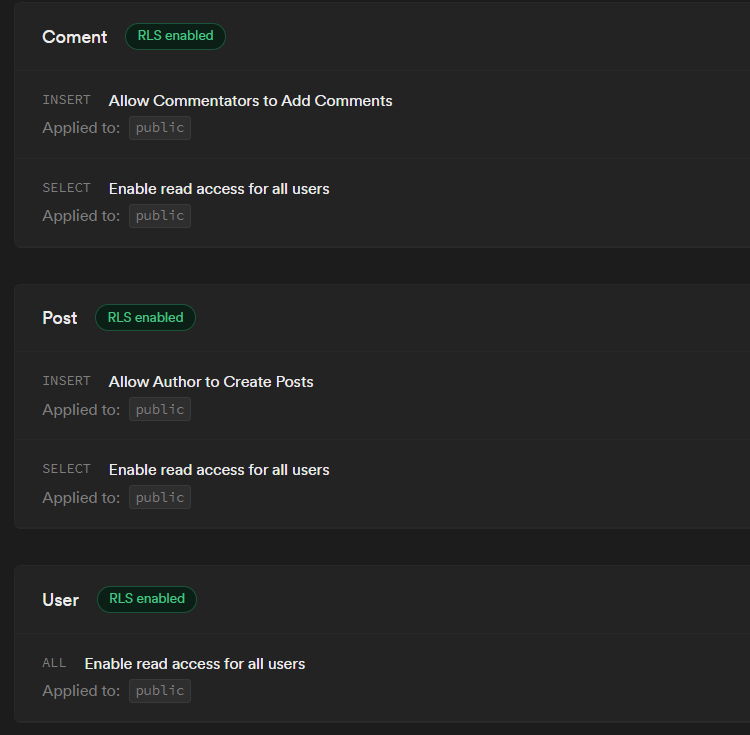 Coment RLS enabled
INSERT Allow Commentators to Add Comments
Applied to: public
SELECT Enable read access for all users
Applied to: public
Post RLS enabled
INSERT Allow Author to Create Posts
Applied to: public
SELECT Enable read access for all users
Applied to: public
User RLS enabled
ALL Enable read access for all users
Applied to: public